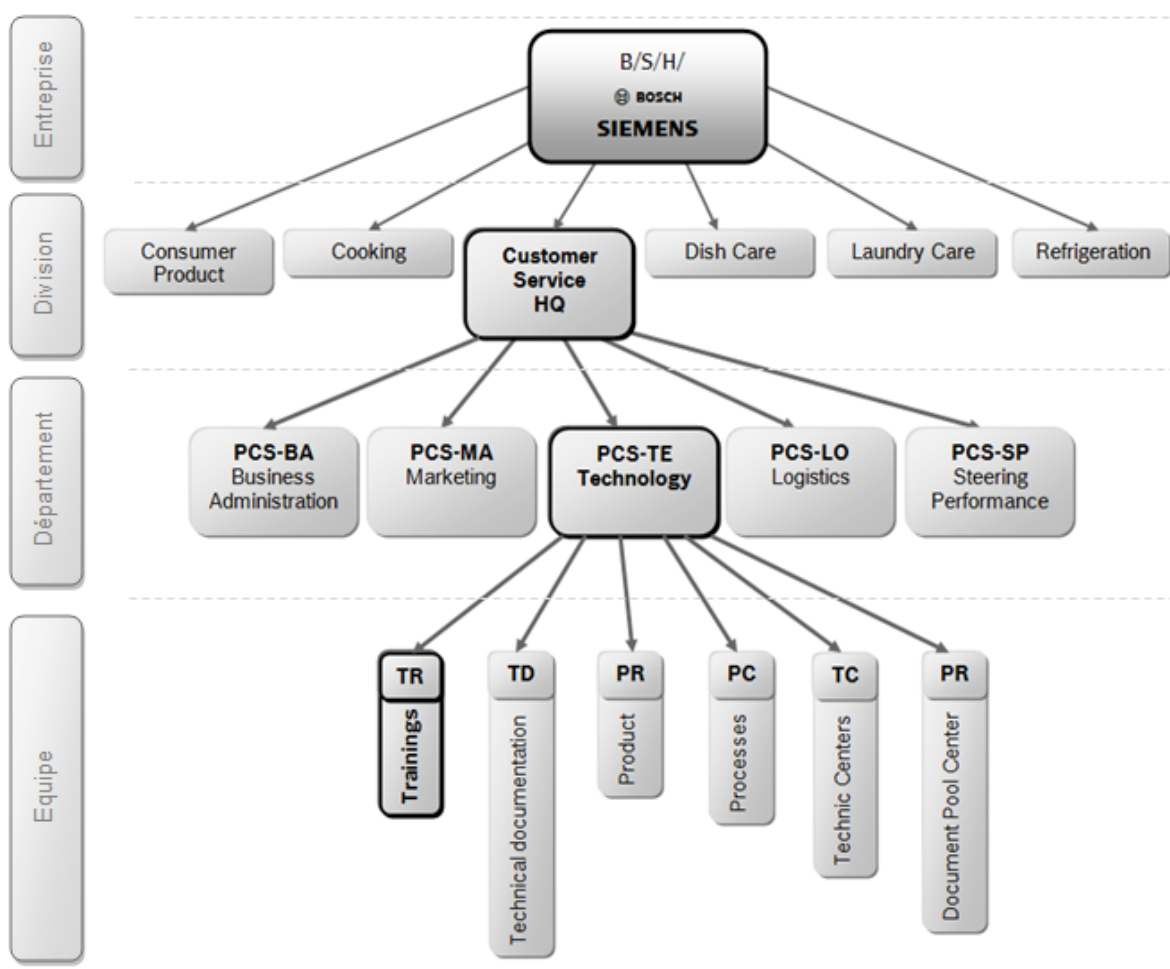 Entreprise
B/S/H/
BOSCH
SIEMENS
Division
Consumer
Product
Cooking
Customer
Service
HQ
Dish Care
Laundry Care
Refrigeration
Département
PCS-BA
Business
Administration
PCS-MA
Marketing
PCS-TE
Technology
PCS-LO
Logistics
PCS-SP
Steering
Performance
Equipe
TR
Trainings
TD
Technical documentation
PR
Product
PC
Processes
TC
Technic Centers
PR
Document Pool Center